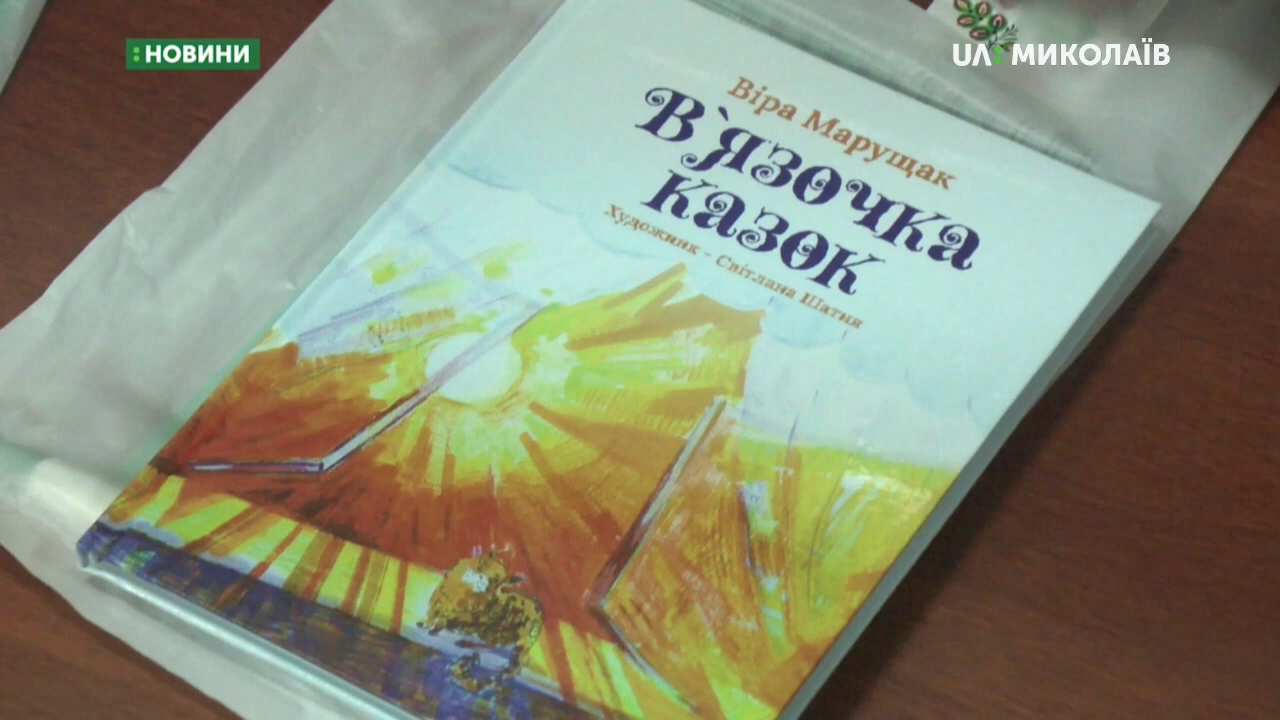 :НОВИНИ
UA: МИКОЛАЇВ
Віра Марущак
В`язочка
казок
Художник - Світлана Шатня